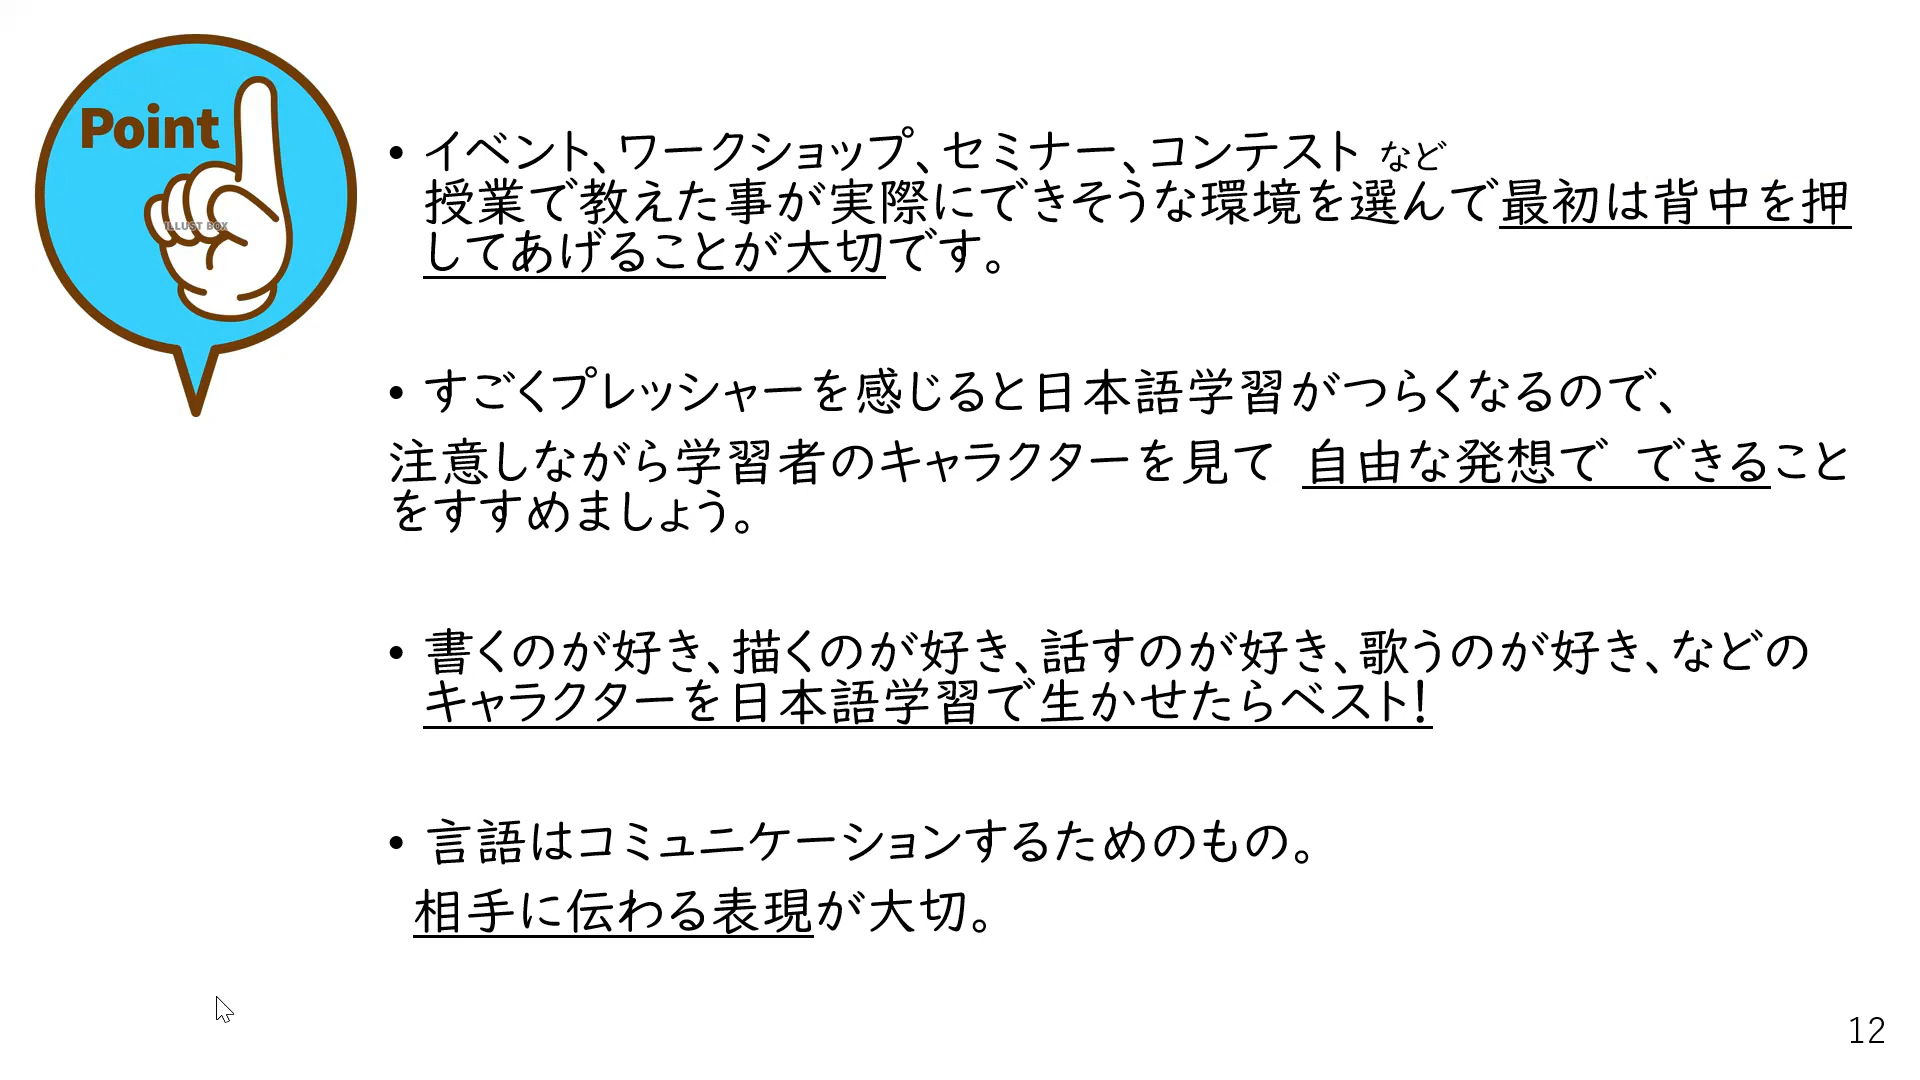 Point
ILLUST BOX
• イベント、ワークショップ、セミナー、コンテスト など
授業で教えた事が実際にできそうな環境を選んで最初は背中を押
してあげることが大切です。
• すごくプレッシャーを感じると日本語学習がつらくなるので、
注意しながら学習者のキャラクターを見て 自由な発想で できること
をすすめましょう。
• 書くのが好き、描くのが好き、話すのが好き、歌うのが好き、などの
キャラクターを日本語学習で生かせたらベスト!
• 言語はコミュニケーションするためのもの。
相手に伝わる表現が大切。
12